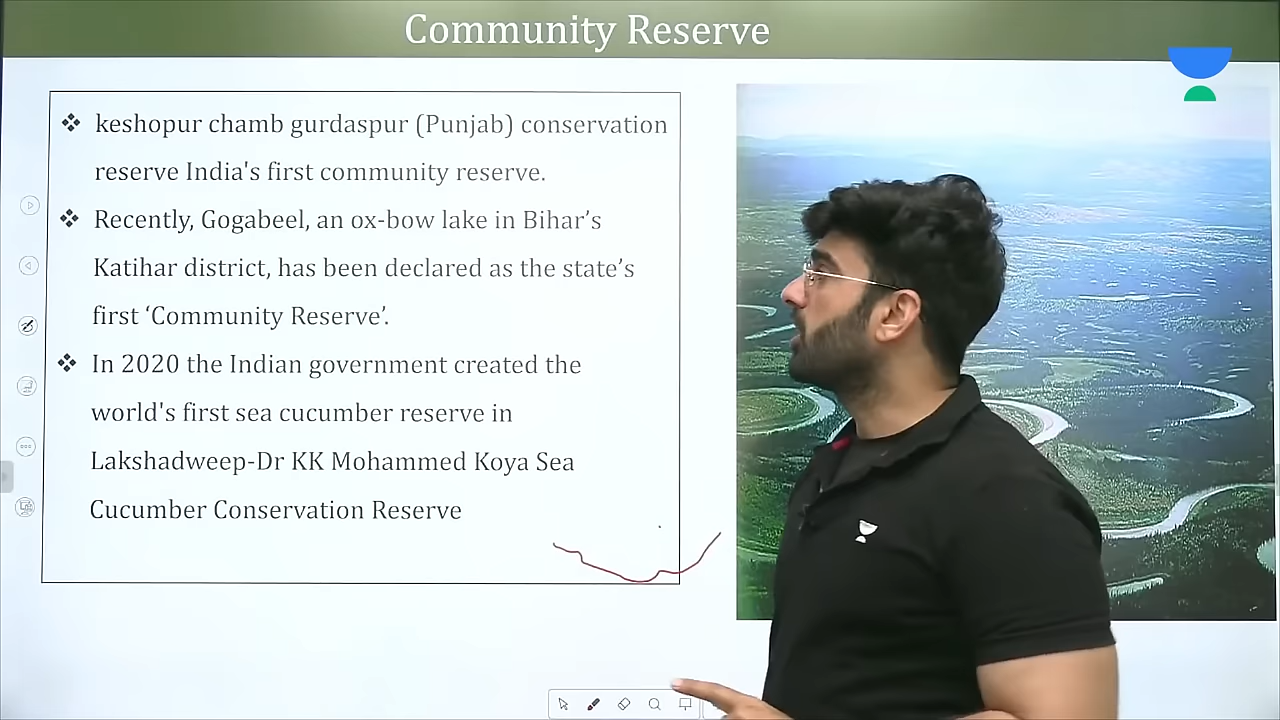 Community Reserve
❖ keshopur chamb gurdaspur (Punjab) conservation
reserve India's first community reserve.
❖ Recently, Gogabeel, an ox-bow lake in Bihar’s
Katihar district, has been declared as the state’s
first ‘Community Reserve’.
❖ In 2020 the Indian government created the
world's first sea cucumber reserve in
Lakshadweep-Dr KK Mohammed Koya Sea
Cucumber Conservation Reserve